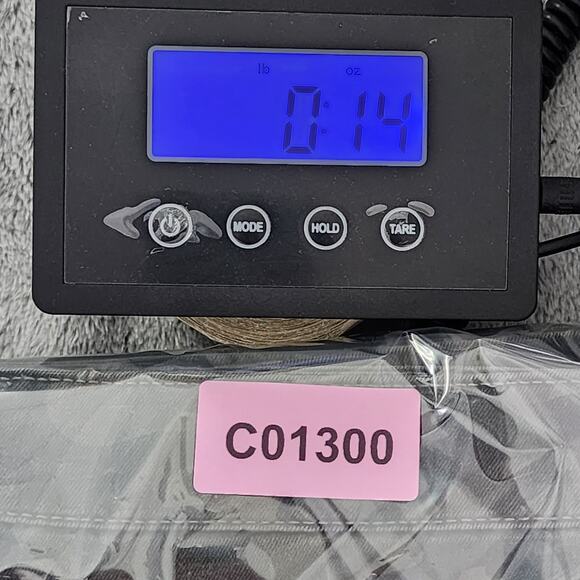 lb oz
0:14
MODE HOLD TARE
C01300